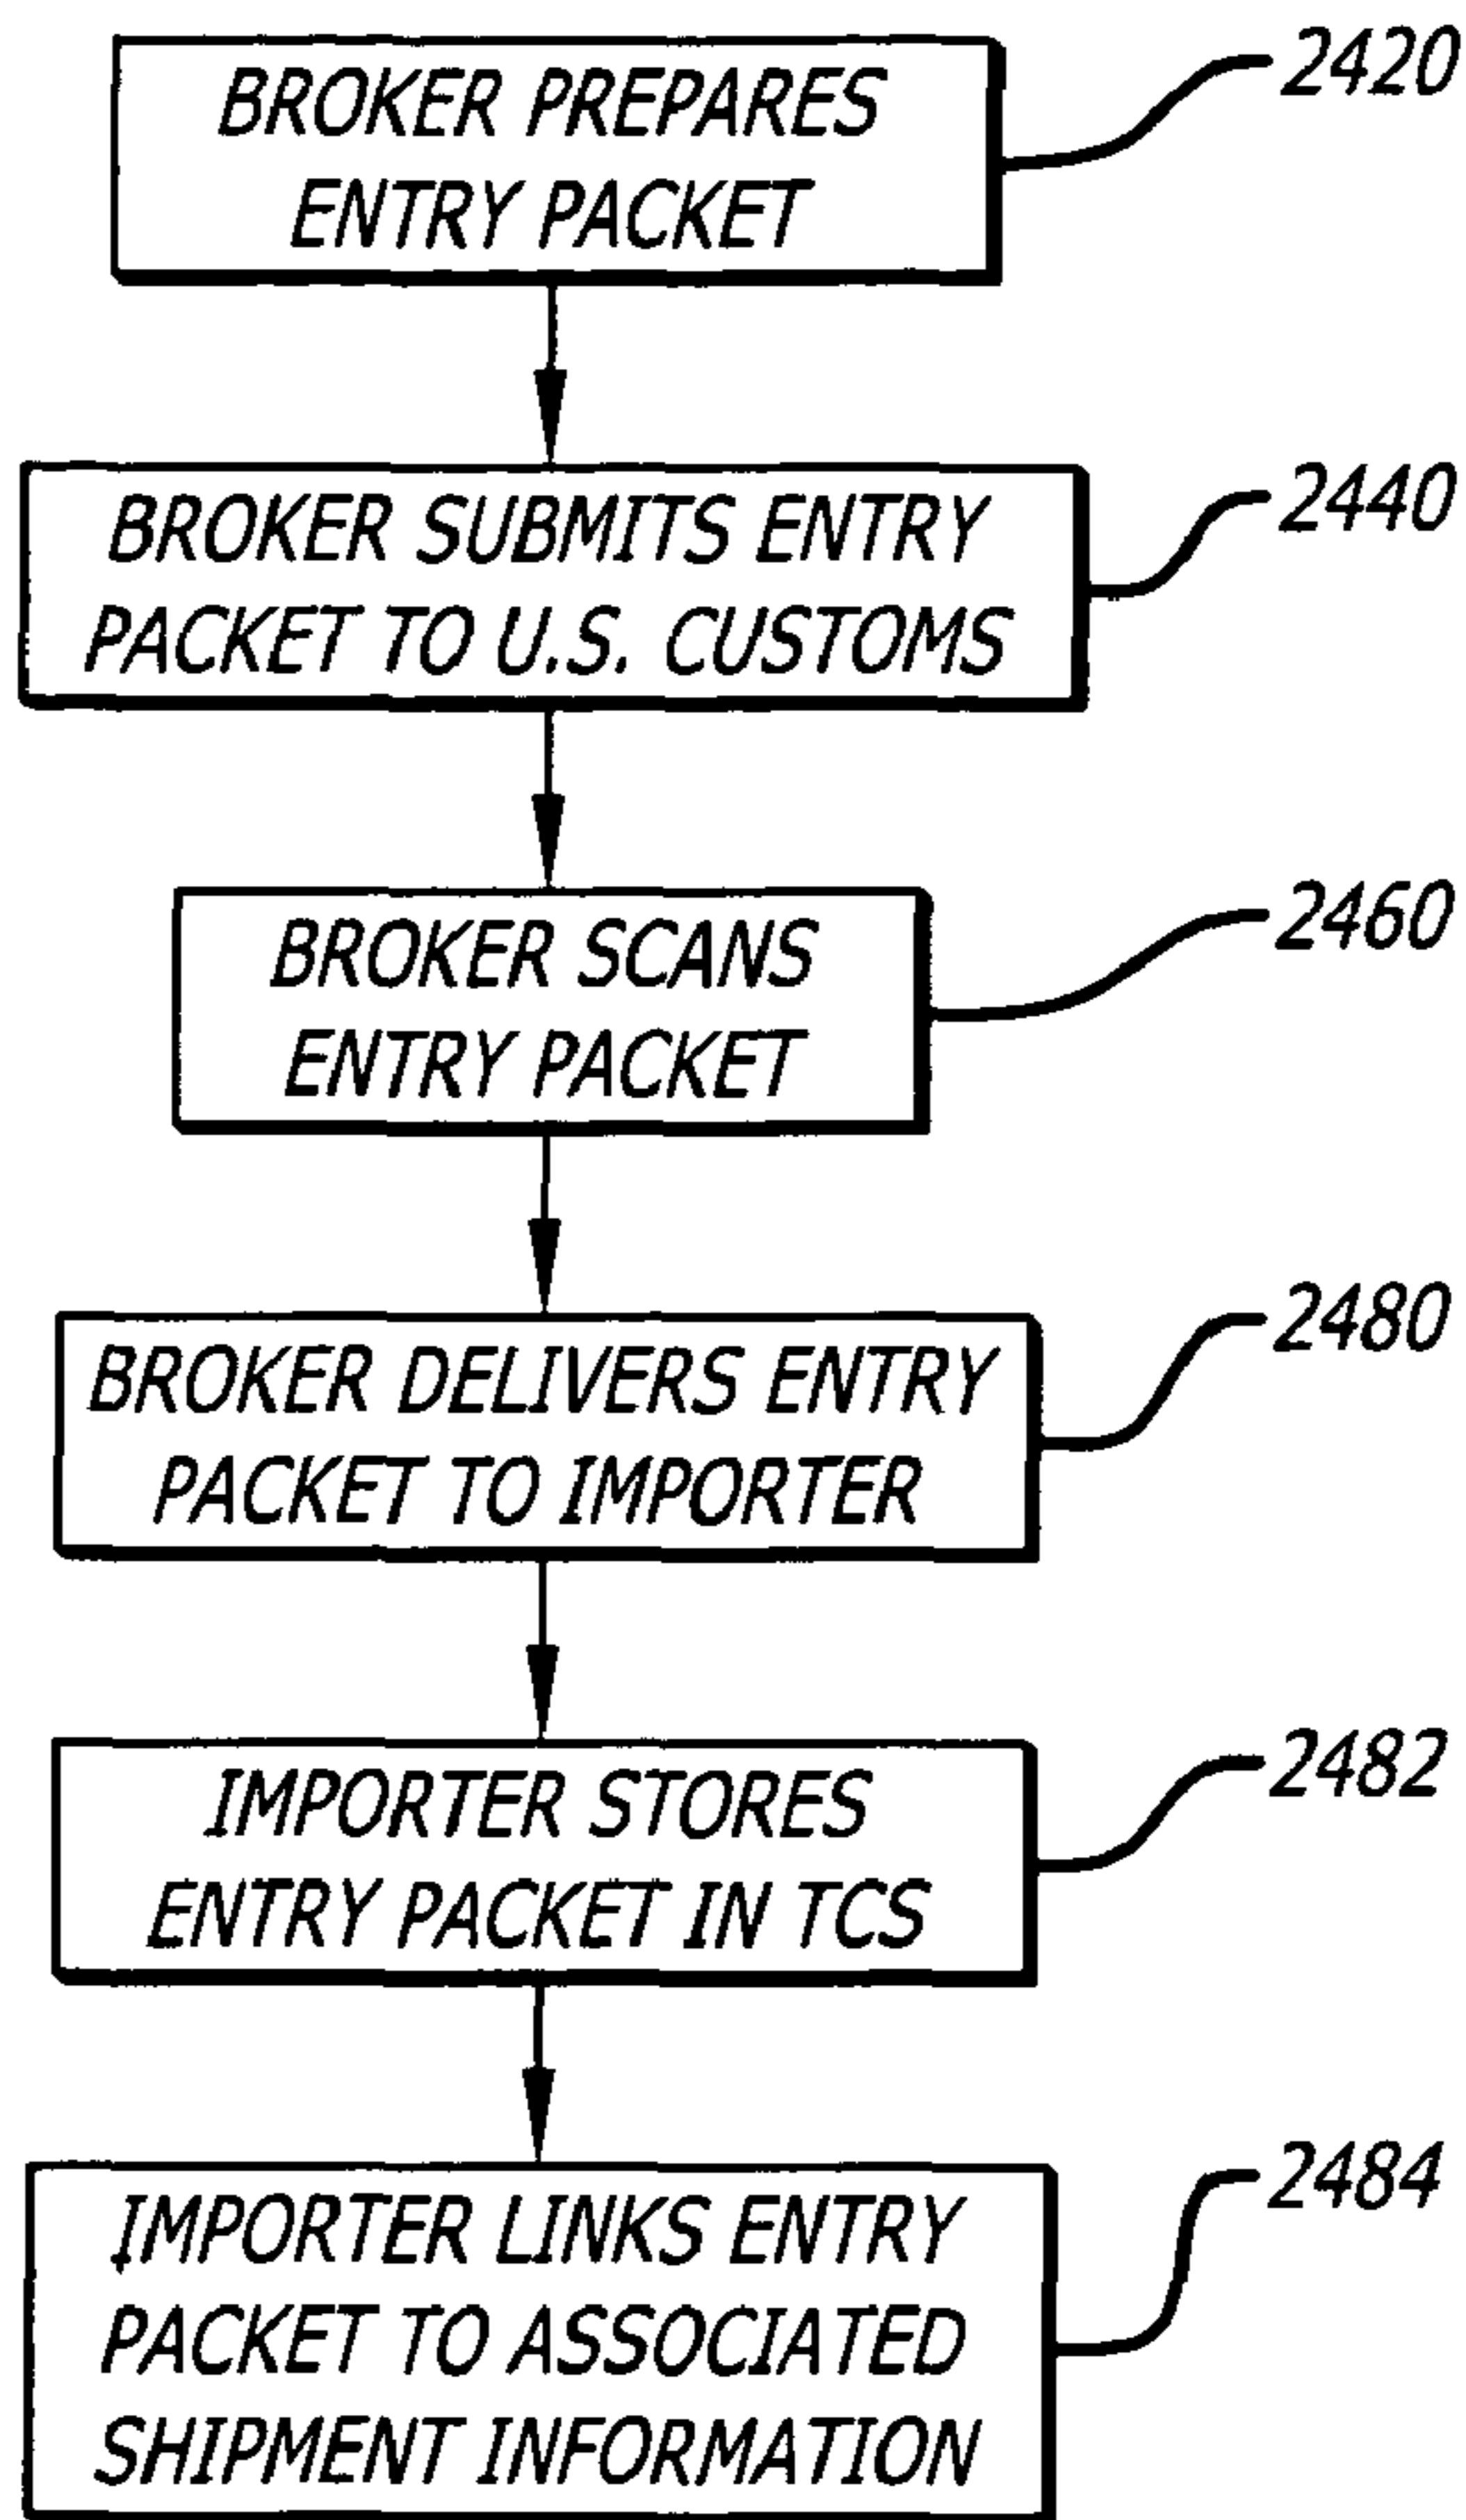 BROKER PREPARES
ENTRY PACKET
2420
BROKER SUBMITS ENTRY
PACKET TO U.S. CUSTOMS
2440
BROKER SCANS
ENTRY PACKET
2460
BROKER DELIVERS ENTRY
PACKET TO IMPORTER
2480
IMPORTER STORES
ENTRY PACKET IN TCS
2482
IMPORTER LINKS ENTRY
PACKET TO ASSOCIATED
SHIPMENT INFORMATION
2484